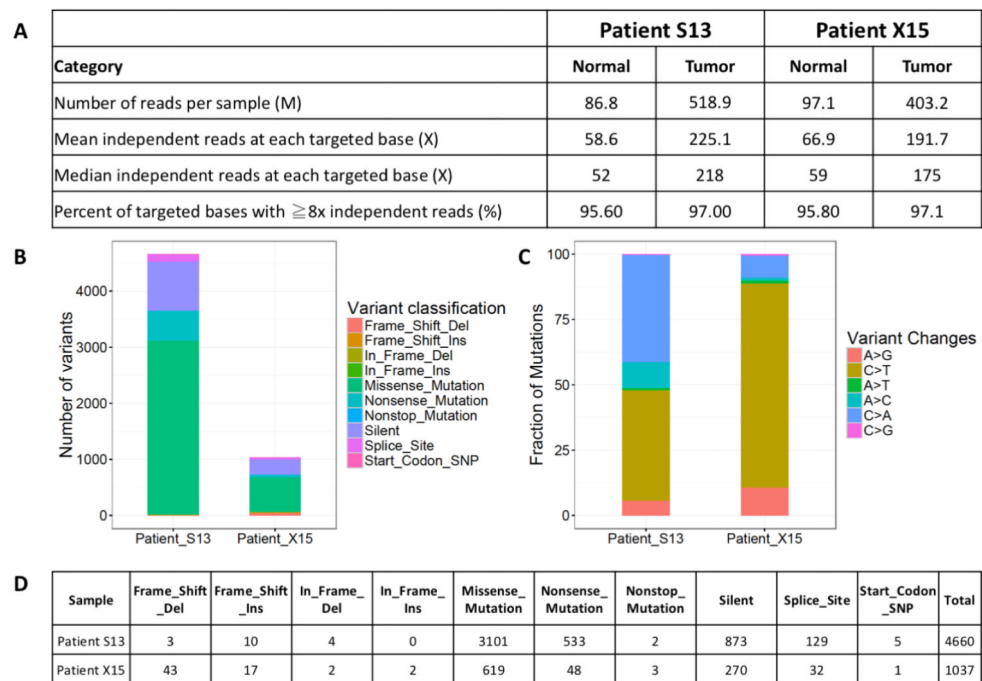 A
Patient S13 Patient X15
Category Normal Tumor Normal Tumor
Number of reads per sample (M) 86.8 518.9 97.1 403.2
Mean independent reads at each targeted base (X) 58.6 225.1 66.9 191.7
Median independent reads at each targeted base (X) 52 218 59 175
Percent of targeted bases with ≧8x independent reads (%) 95.60 97.00 95.80 97.1
B
Number of variants
4000
3000
2000
1000
0
Patient_S13 Patient_X15
Variant classification
Frame_Shift_Del
Frame_Shift_Ins
In_Frame_Del
In_Frame_Ins
Missense_Mutation
Nonsense_Mutation
Nonstop_Mutation
Silent
Splice_Site
Start_Codon_SNP
C
Fraction of Mutations
100
75
50
25
0
Patient_S13 Patient_X15
Variant Changes
A>G
C>T
A>T
A>C
C>A
C>G
D
Sample Frame_Shift_Del Frame_Shift_Ins In_Frame_Del In_Frame_Ins Missense_Mutation Nonsense_Mutation Nonstop_Mutation Silent Splice_Site Start_Codon_SNP Total
Patient S13 3 10 4 0 3101 533 2 873 129 5 4660
Patient X15 43 17 2 2 619 48 3 270 32 1 1037